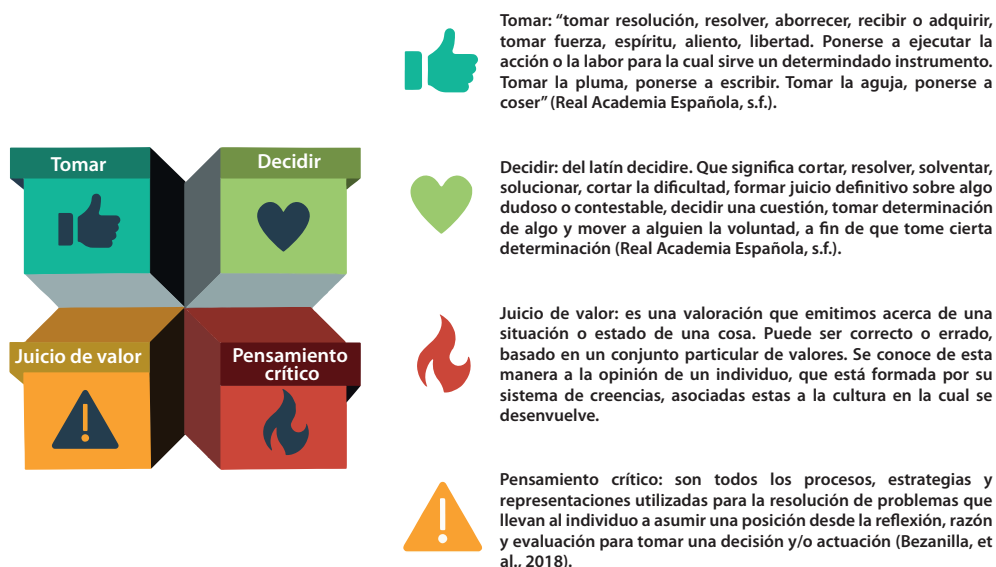 Tomar
Decidir
Juicio de valor
Pensamiento
crítico
Tomar: “tomar resolución, resolver, aborrecer, recibir o adquirir,
tomar fuerza, espíritu, aliento, libertad. Ponerse a ejecutar la
acción o la labor para la cual sirve un determindado instrumento.
Tomar la pluma, ponerse a escribir. Tomar la aguja, ponerse a
coser” (Real Academia Española, s.f.).
Decidir: del latín decidire. Que significa cortar, resolver, solventar,
solucionar, cortar la dificultad, formar juicio definitivo sobre algo
dudoso o contestable, decidir una cuestión, tomar determinación
de algo y mover a alguien la voluntad, a fin de que tome cierta
determinación (Real Academia Española, s.f.).
Juicio de valor: es una valoración que emitimos acerca de una
situación o estado de una cosa. Puede ser correcto o errado,
basado en un conjunto particular de valores. Se conoce de esta
manera a la opinión de un individuo, que está formada por su
sistema de creencias, asociadas estas a la cultura en la cual se
desenvuelve.
Pensamiento crítico: son todos los procesos, estrategias y
representaciones utilizadas para la resolución de problemas que
llevan al individuo a asumir una posición desde la reflexión, razón
y evaluación para tomar una decisión y/o actuación (Bezanilla, et
al., 2018).